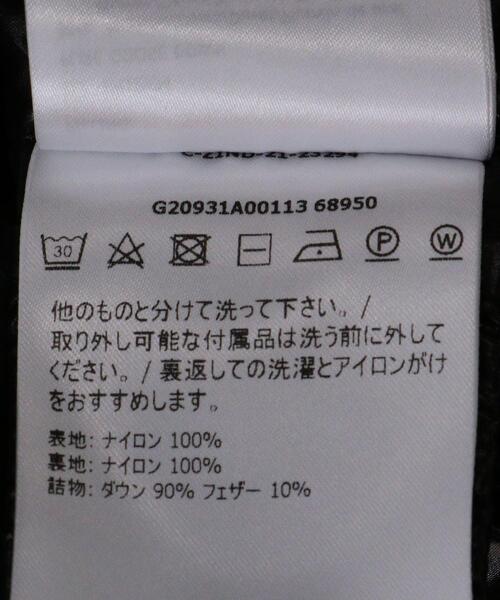 G20931A00113 68950
30
P
W
他のものと分けて洗って下さい。/
取り外し可能な付属品は洗う前に外して
ください。/ 裏返しての洗濯とアイロンがけ
をおすすめします。
表地: ナイロン 100%
裏地: ナイロン 100%
詰物: ダウン 90% フェザー 10%